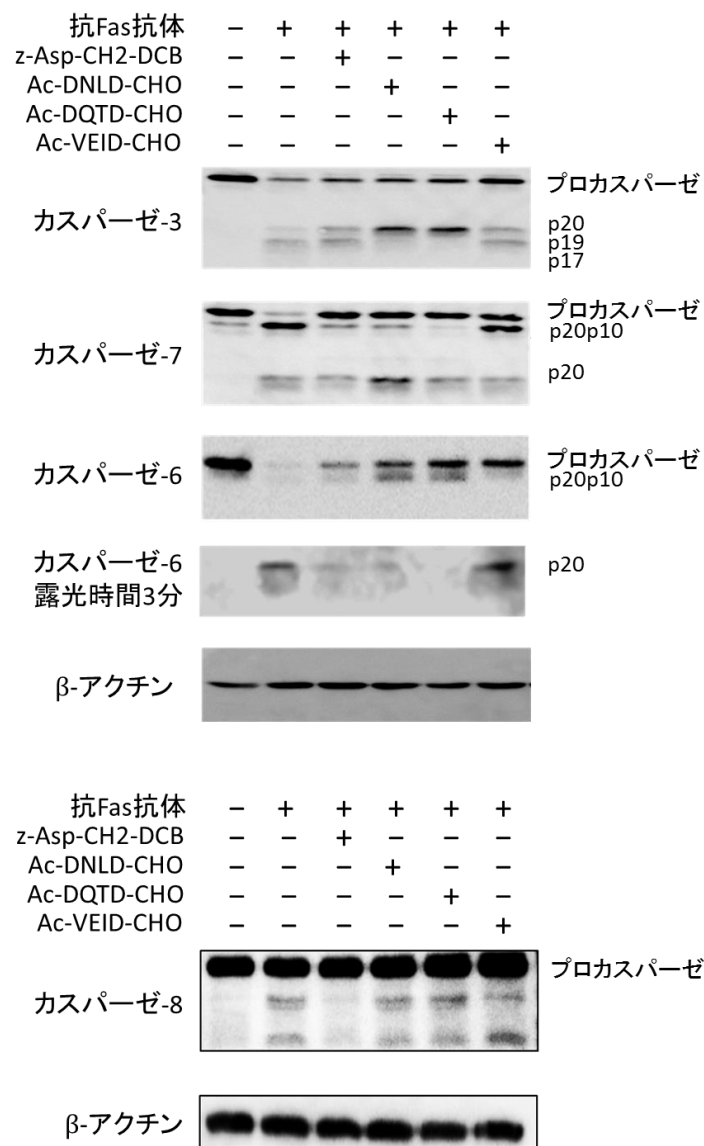 抗Fas抗体 − + + + + +
z-Asp-CH2-DCB − − + − − −
Ac-DNLD-CHO − − − + − −
Ac-DQTD-CHO − − − − + −
Ac-VEID-CHO − − − − − +
カスパーゼ-3
プロカスパーゼ
p20
p19
p17
カスパーゼ-7
プロカスパーゼ
p20p10
p20
カスパーゼ-6
プロカスパーゼ
p20p10
カスパーゼ-6
露光時間3分
p20
β-アクチン
抗Fas抗体 − + + + + +
z-Asp-CH2-DCB − − + − − −
Ac-DNLD-CHO − − − + − −
Ac-DQTD-CHO − − − − + −
Ac-VEID-CHO − − − − − +
カスパーゼ-8
プロカスパーゼ
β-アクチン